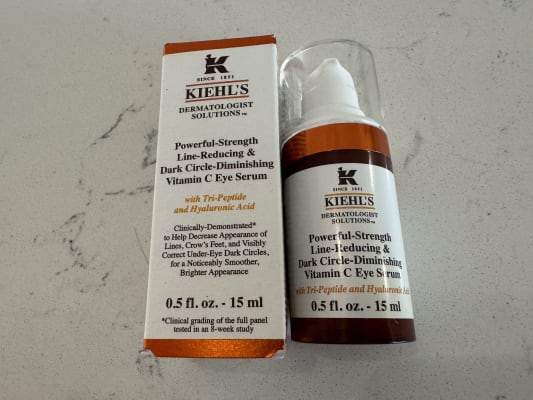 K
SINCE 1851
KIEHL'S
DERMATOLOGIST
SOLUTIONS™
Powerful-Strength
Line-Reducing &
Dark Circle-Diminishing
Vitamin C Eye Serum
with Tri-Peptide
and Hyaluronic Acid
Clinically-Demonstrated*
to Help Decrease Appearance of
Lines, Crow's Feet, and Visibly
Correct Under-Eye Dark Circles,
for a Noticeably Smoother,
Brighter Appearance
0.5 fl. oz. - 15 ml
*Clinical grading of the full panel
tested in an 8-week study
K
SINCE 1851
KIEHL'S
DERMATOLOGIST
SOLUTIONS™
Powerful-Strength
Line-Reducing &
Dark Circle-Diminishing
Vitamin C Eye Serum
with Tri-Peptide and Hyaluronic Acid
0.5 fl. oz. - 15 ml